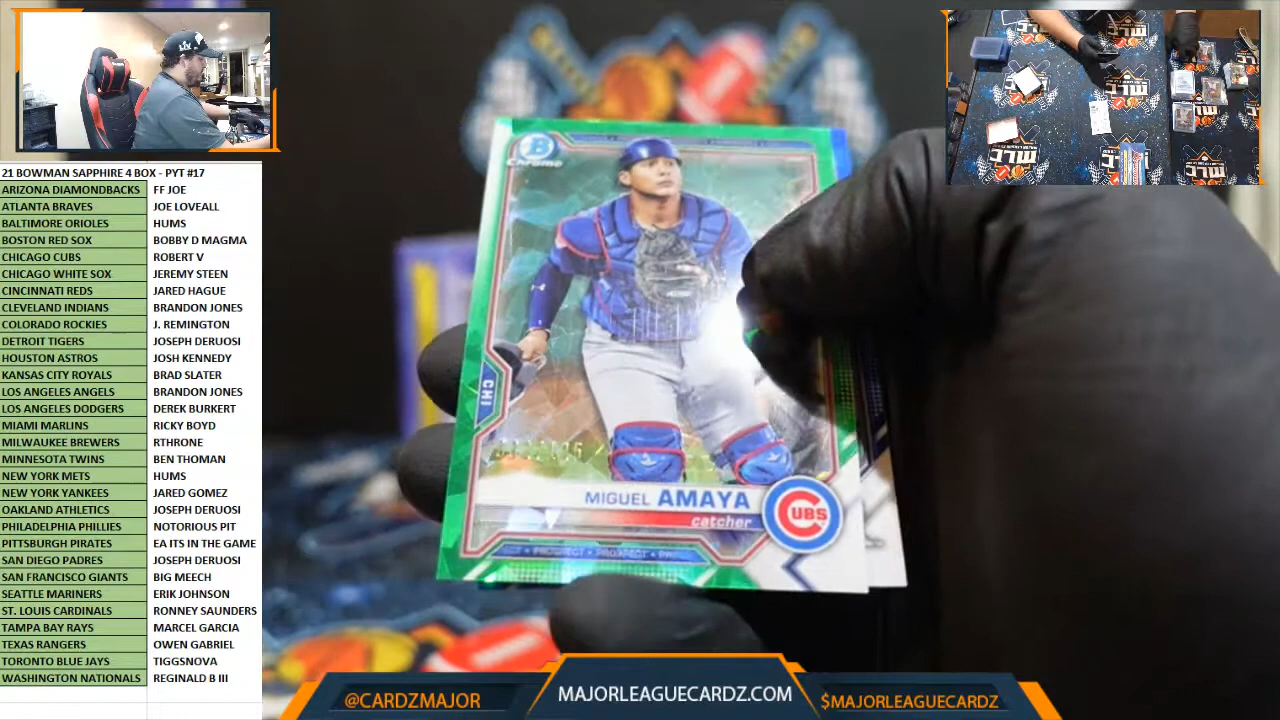 21 BOWMAN SAPPHIRE 4 BOX - PYT #17
ARIZONA DIAMONDBACKS FF JOE
ATLANTA BRAVES JOE LOVEALL
BALTIMORE ORIOLES HUMS
BOSTON RED SOX BOBBY D MAGMA
CHICAGO CUBS ROBERT V
CHICAGO WHITE SOX JEREMY STEEN
CINCINNATI REDS JARED HAGUE
CLEVELAND INDIANS BRANDON JONES
COLORADO ROCKIES J. REMINGTON
DETROIT TIGERS JOSEPH DERUOSI
HOUSTON ASTROS JOSH KENNEDY
KANSAS CITY ROYALS BRAD SLATER
LOS ANGELES ANGELS BRANDON JONES
LOS ANGELES DODGERS DEREK BURKERT
MIAMI MARLINS RICKY BOYD
MILWAUKEE BREWERS RTHRONE
MINNESOTA TWINS BEN THOMAN
NEW YORK METS HUMS
NEW YORK YANKEES JARED GOMEZ
OAKLAND ATHLETICS JOSEPH DERUOSI
PHILADELPHIA PHILLIES NOTORIOUS PIT
PITTSBURGH PIRATES EA ITS IN THE GAME
SAN DIEGO PADRES JOSEPH DERUOSI
SAN FRANCISCO GIANTS BIG MEECH
SEATTLE MARINERS ERIK JOHNSON
ST. LOUIS CARDINALS RONNEY SAUNDERS
TAMPA BAY RAYS MARCEL GARCIA
TEXAS RANGERS OWEN GABRIEL
TORONTO BLUE JAYS TIGGSNOVA
WASHINGTON NATIONALS REGINALD B III
B
Chrome
CHI
MIGUEL AMAYA
catcher
CUBS
PROSPECT • PROSPECT
MLC
MLC
MLC
MLC
@CARDZMAJOR
MAJORLEAGUECARDZ.COM
$MAJORLEAGUECARDZ